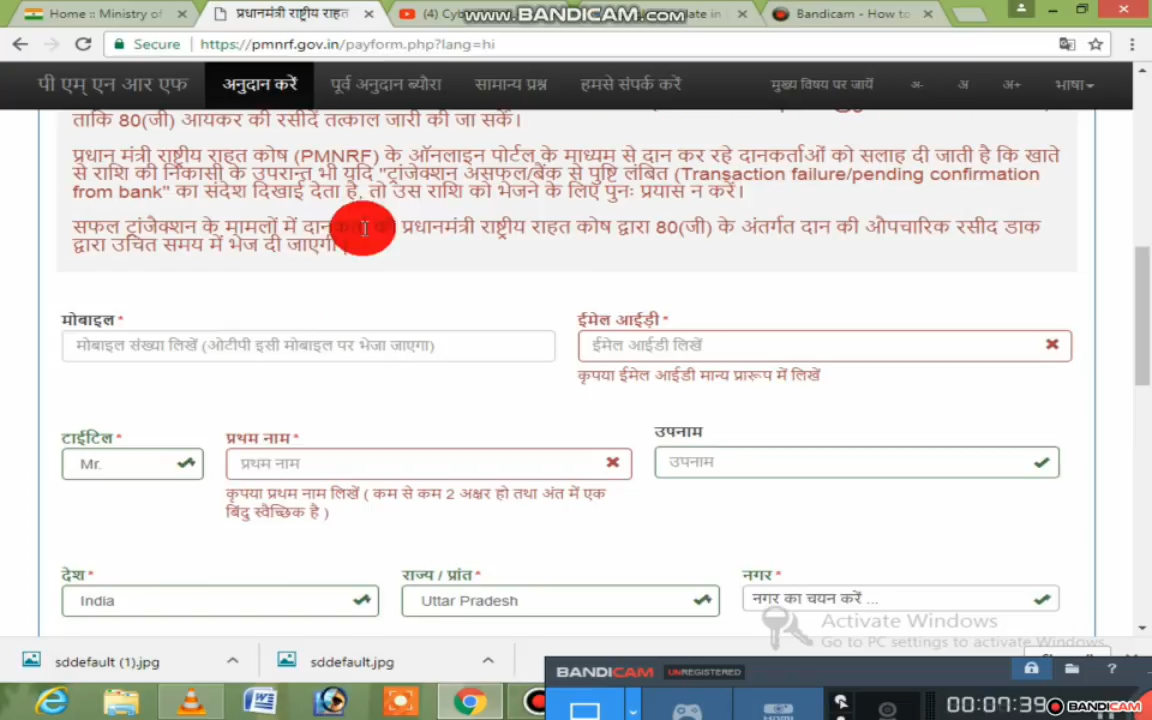 Home :: Ministry of
प्रधानमंत्री राष्ट्रीय राहत
(4) Cyb
www.BANDICAM.com
ate in
Bandicam - How to
Secure https://pmnrf.gov.in/payform.php?lang=hi
पी एम् एन आर एफ अनुदान करें पूर्व अनुदान ब्यौरा सामान्य प्रश्न हमसे संपर्क करें मुख्य विषय पर जायें अ- अ अ+ भाषा
ताकि 80(जी) आयकर की रसीदें तत्काल जारी की जा सकें।
प्रधान मंत्री राष्ट्रीय राहत कोष (PMNRF) के ऑनलाइन पोर्टल के माध्यम से दान कर रहे दानकर्ताओं को सलाह दी जाती है कि खाते
से राशि की निकासी के उपरान्त भी यदि "ट्रांजेक्शन असफल/बैंक से पुष्टि लंबित (Transaction failure/pending confirmation
from bank" का संदेश दिखाई देता है, तो उस राशि को भेजने के लिए पुनः प्रयास न करें।
सफल ट्रांजेक्शन के मामलों में दानकर्ता को प्रधानमंत्री राष्ट्रीय राहत कोष द्वारा 80(जी) के अंतर्गत दान की औपचारिक रसीद डाक
द्वारा उचित समय में भेज दी जाएगी।
मोबाइल * ईमेल आईड़ी *
मोबाइल संख्या लिखें (ओटीपी इसी मोबाइल पर भेजा जाएगा) ईमेल आईडी लिखें
कृपया ईमेल आईडी मान्य प्रारूप में लिखें
टाईटिल * प्रथम नाम * उपनाम
Mr. प्रथम नाम उपनाम
कृपया प्रथम नाम लिखें ( कम से कम 2 अक्षर हो तथा अंत में एक
बिंदु स्वैच्छिक है )
देश * राज्य / प्रांत * नगर *
India Uttar Pradesh नगर का चयन करें ...
Activate Windows
Go to PC settings to activate Windows.
sddefault (1).jpg sddefault.jpg
BANDICAM UNREGISTERED
00:07:39 BANDICAM